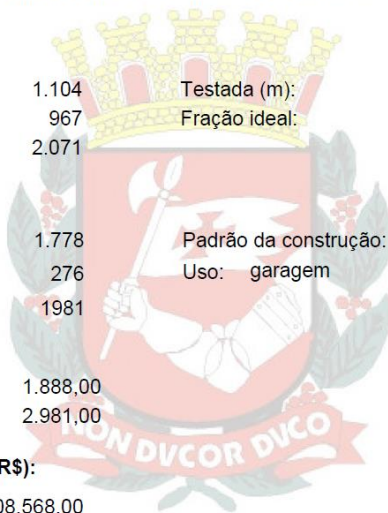 1.104 Testada (m):
967 Fração ideal:
2.071
1.778 Padrão da construção:
276 Uso: garagem
1981
1.888,00
2.981,00
NON DVCOR DVCO
R$):
08.568,00